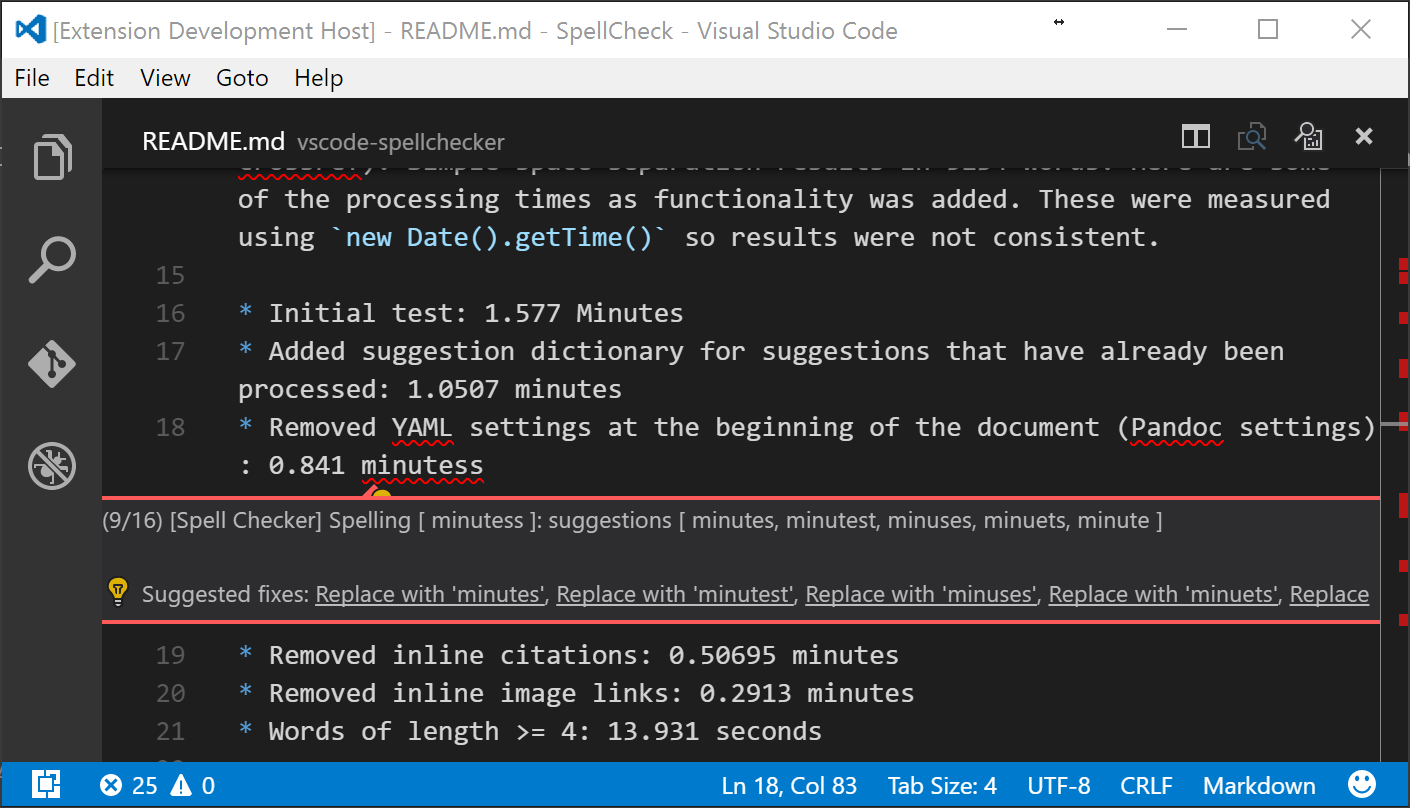 [Extension Development Host] - README.md - SpellCheck - Visual Studio Code
File Edit View Goto Help
README.md vscode-spellchecker
of the processing times as functionality was added. These were measured
using `new Date().getTime()` so results were not consistent.
15
16 * Initial test: 1.577 Minutes
17 * Added suggestion dictionary for suggestions that have already been
processed: 1.0507 minutes
18 * Removed YAML settings at the beginning of the document (Pandoc settings)
: 0.841 minutess
(9/16) [Spell Checker] Spelling [ minutess ]: suggestions [ minutes, minutest, minuses, minuets, minute ]
Suggested fixes: Replace with 'minutes', Replace with 'minutest', Replace with 'minuses', Replace with 'minuets', Replace
19 * Removed inline citations: 0.50695 minutes
20 * Removed inline image links: 0.2913 minutes
21 * Words of length >= 4: 13.931 seconds
25 0 Ln 18, Col 83 Tab Size: 4 UTF-8 CRLF Markdown